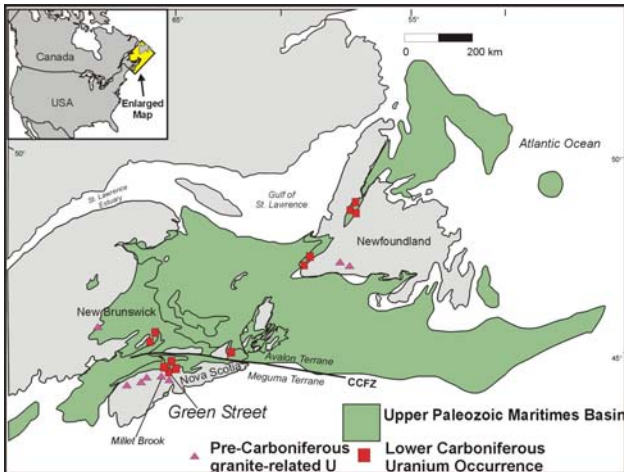 65
55
0
200 km
Canada
USA
Enlarged
Map
Atlantic Ocean
50
50
St. Lawrence
Estuary
Gulf of
St. Lawrence
Newfoundland
New Brunswick
45
45
Avalon Terrane
Nova Scotia
Meguma Terrane
CCFZ
Green Street
Millet Brook
Upper Paleozoic Maritimes Basin
Pre-Carboniferous
granite-related U
Lower Carboniferous
Uranium Occurrence